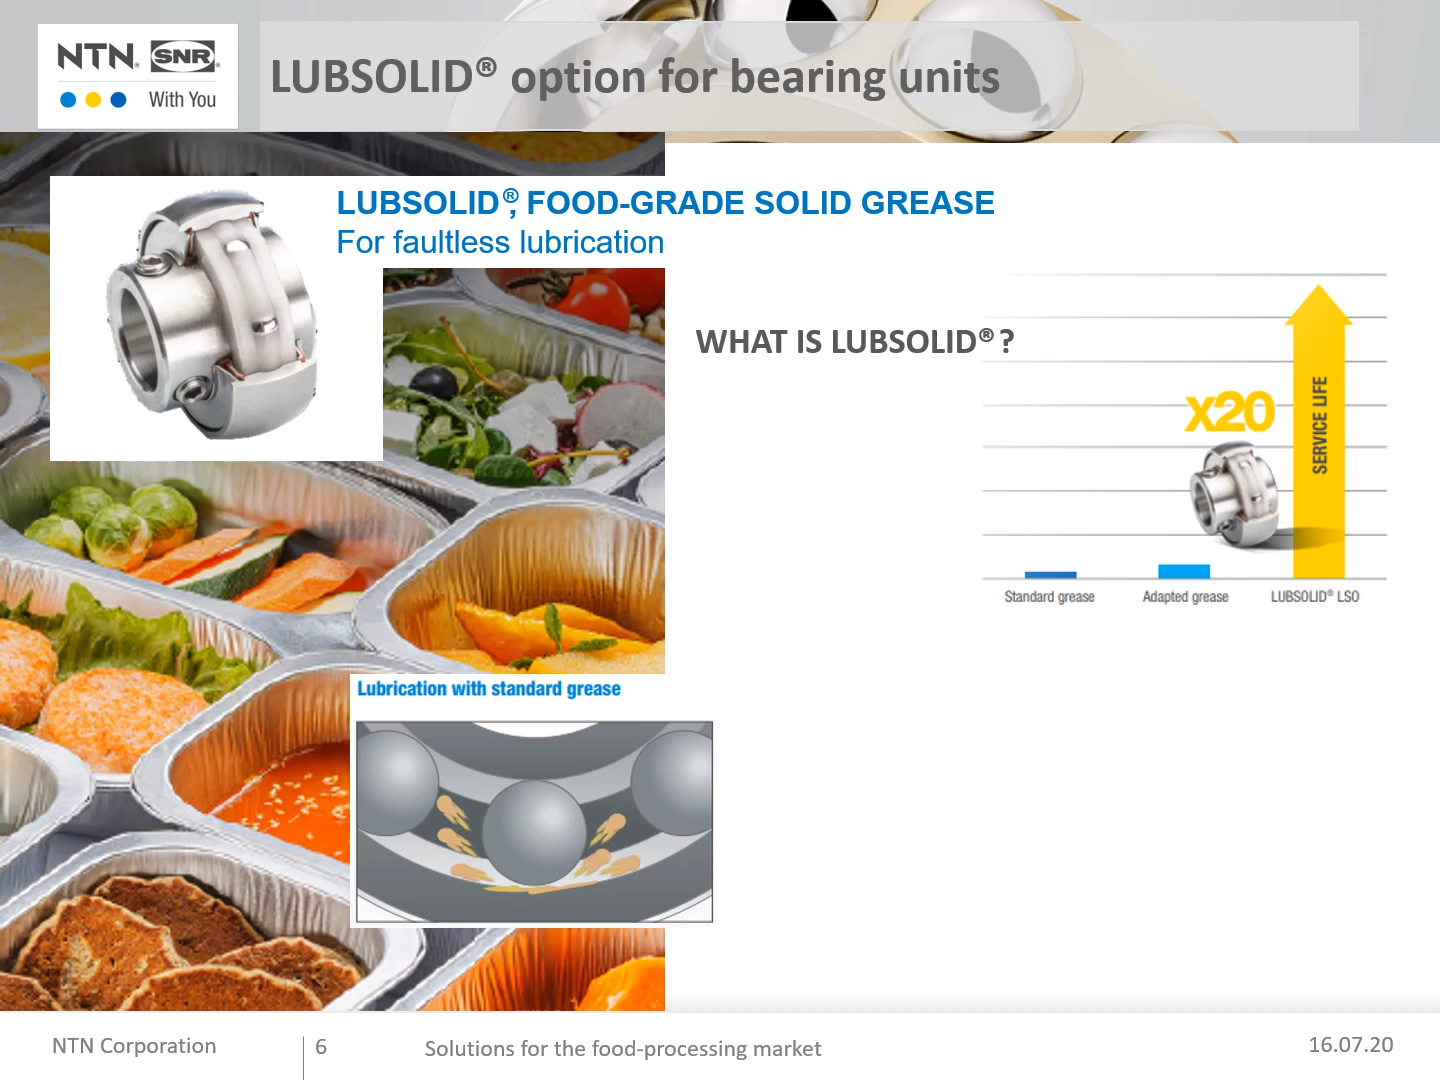 NTN® SNR®
With You
LUBSOLID® option for bearing units
LUBSOLID®, FOOD-GRADE SOLID GREASE
For faultless lubrication
WHAT IS LUBSOLID® ?
x20
SERVICE LIFE
Standard grease
Adapted grease
LUBSOLID® LSO
Lubrication with standard grease
NTN Corporation
6
Solutions for the food-processing market
16.07.20